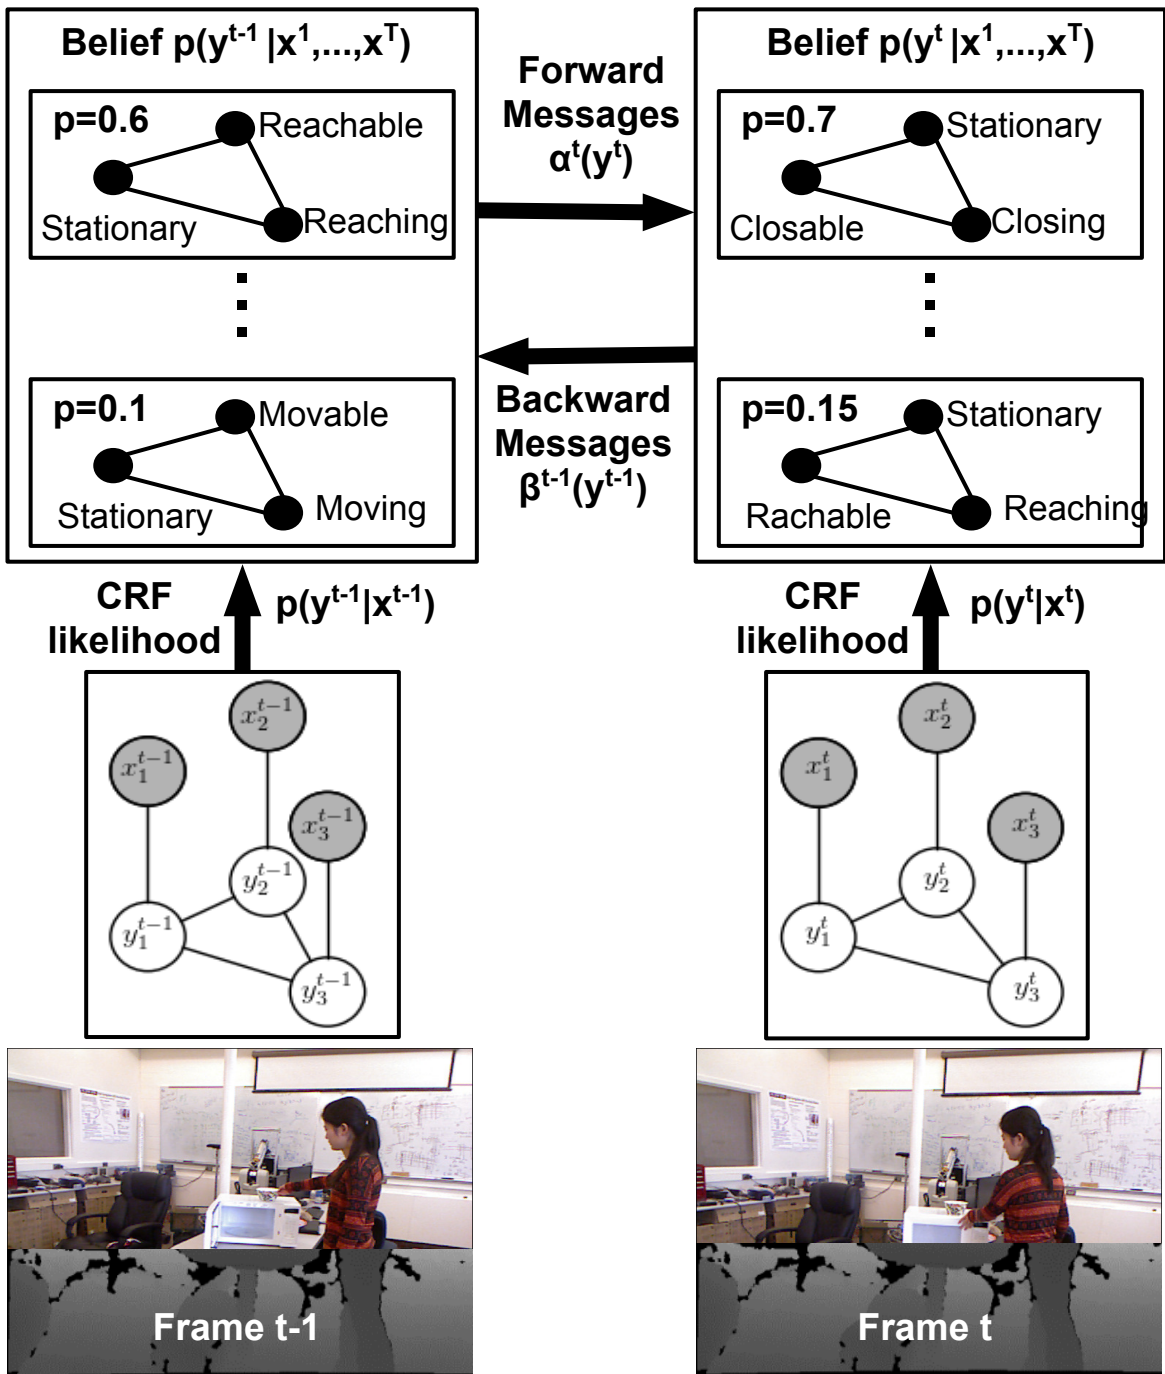 Belief p(y^{t-1} |x^1,...,x^T)
p=0.6
Reachable
Stationary
Reaching
p=0.1
Movable
Stationary
Moving
Forward
Messages
α^t(y^t)
Backward
Messages
β^{t-1}(y^{t-1})
Belief p(y^t |x^1,...,x^T)
p=0.7
Stationary
Closable
Closing
p=0.15
Stationary
Rachable
Reaching
CRF
likelihood
p(y^{t-1}|x^{t-1})
x_2^{t-1}
x_1^{t-1}
x_3^{t-1}
y_2^{t-1}
y_1^{t-1}
y_3^{t-1}
Frame t-1
CRF
likelihood
p(y^t|x^t)
x_2^t
x_1^t
x_3^t
y_2^t
y_1^t
y_3^t
Frame t